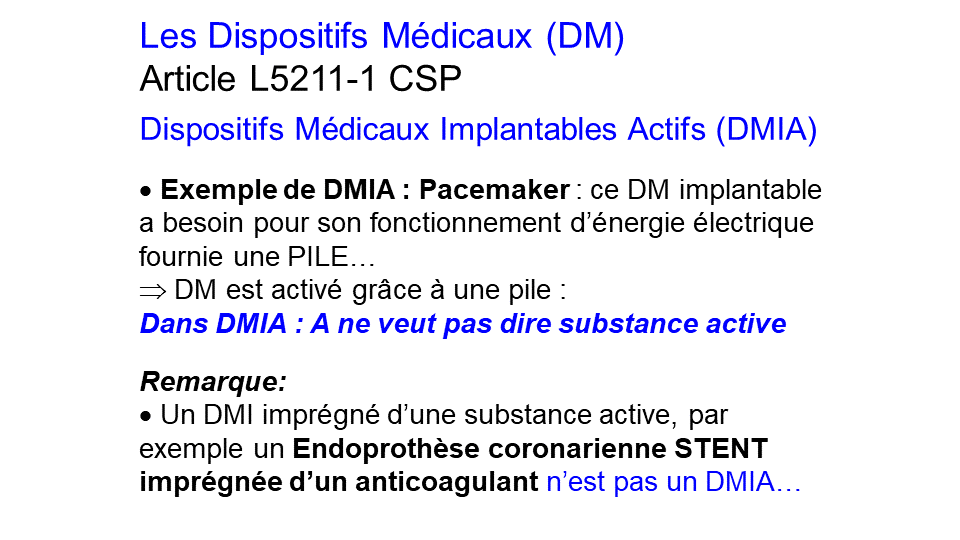 Les Dispositifs Médicaux (DM)
Article L5211-1 CSP
Dispositifs Médicaux Implantables Actifs (DMIA)
• Exemple de DMIA : Pacemaker : ce DM implantable
a besoin pour son fonctionnement d’énergie électrique
fournie une PILE…
⇒ DM est activé grâce à une pile :
Dans DMIA : A ne veut pas dire substance active
Remarque:
• Un DMI imprégné d’une substance active, par
exemple un Endoprothèse coronarienne STENT
imprégnée d’un anticoagulant n’est pas un DMIA…